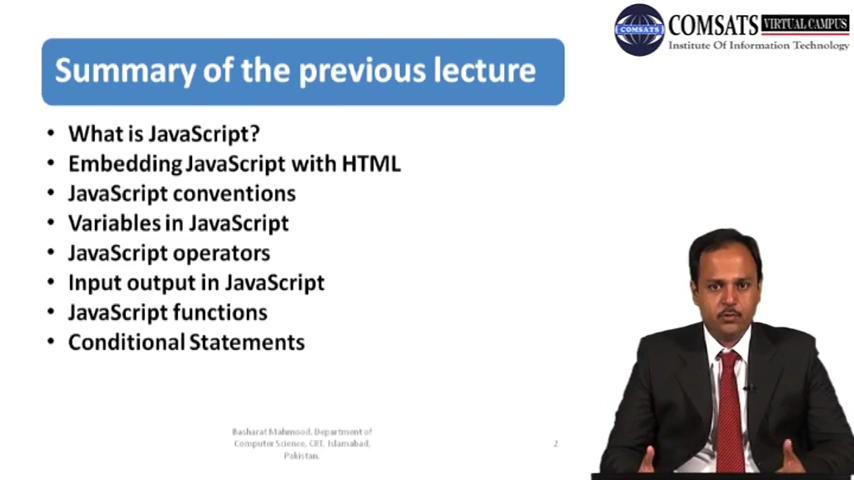 COMSATS VIRTUAL CAMPUS
COMSATS
Institute Of Information Technology
Summary of the previous lecture
• What is JavaScript?
• Embedding JavaScript with HTML
• JavaScript conventions
• Variables in JavaScript
• JavaScript operators
• Input output in JavaScript
• JavaScript functions
• Conditional Statements
Basharat Mahmood, Department of
Computer Science, CIIT, Islamabad,
Pakistan.
2